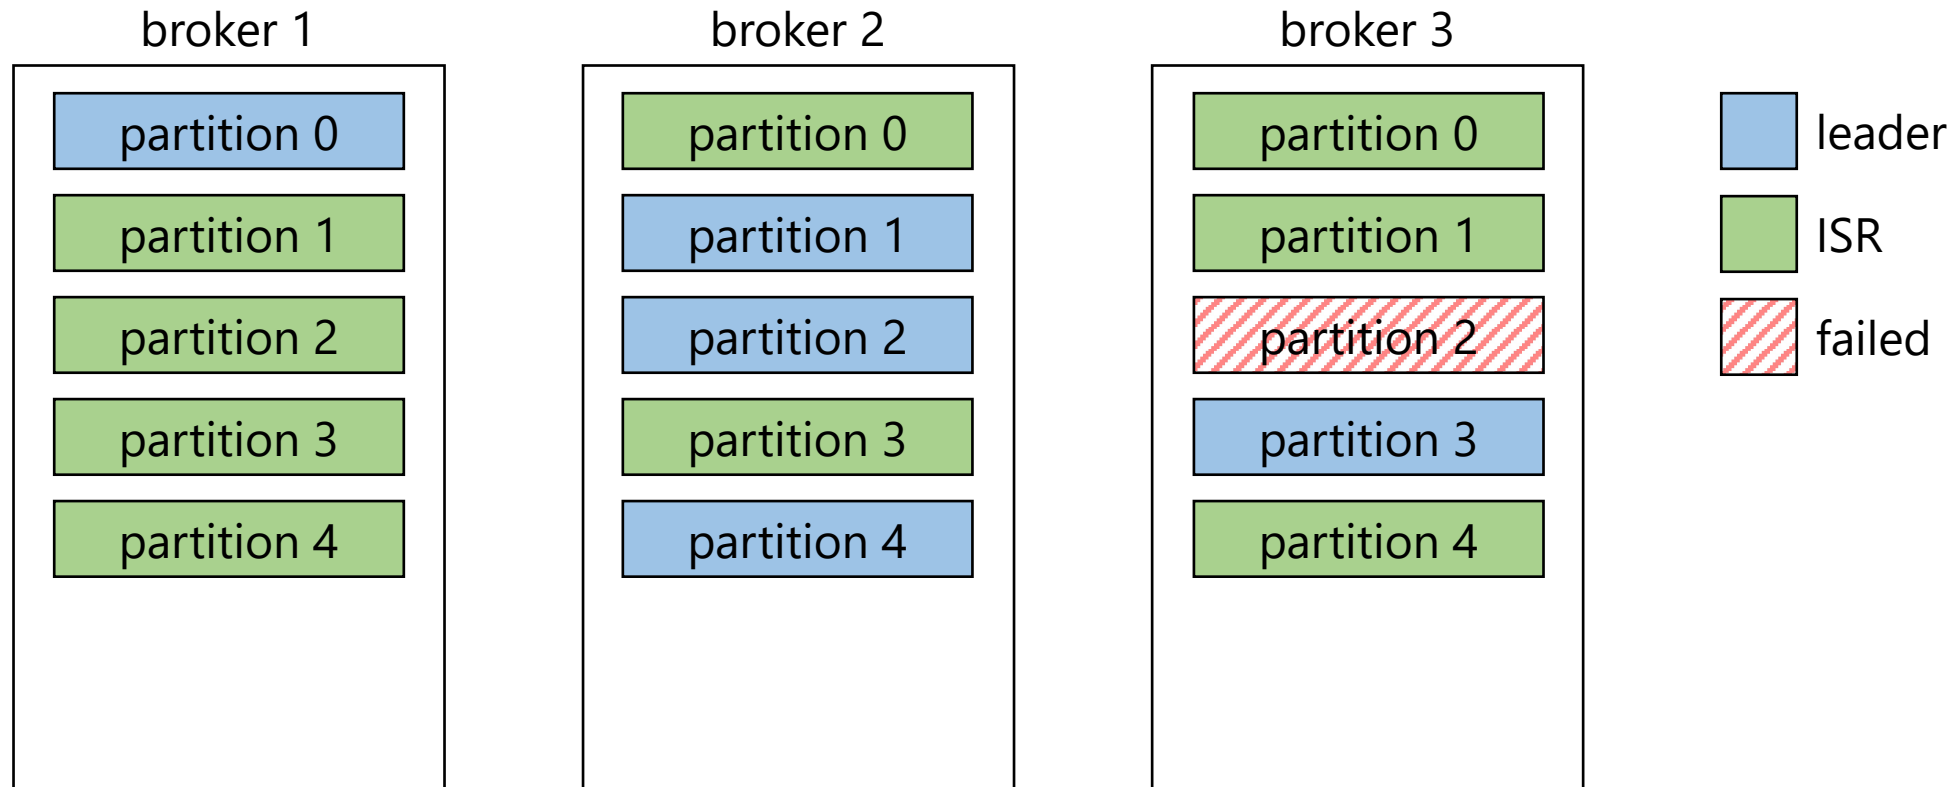 broker 1
partition 0
partition 1
partition 2
partition 3
partition 4
broker 2
partition 0
partition 1
partition 2
partition 3
partition 4
broker 3
partition 0
partition 1
partition 2
partition 3
partition 4
leader
ISR
failed